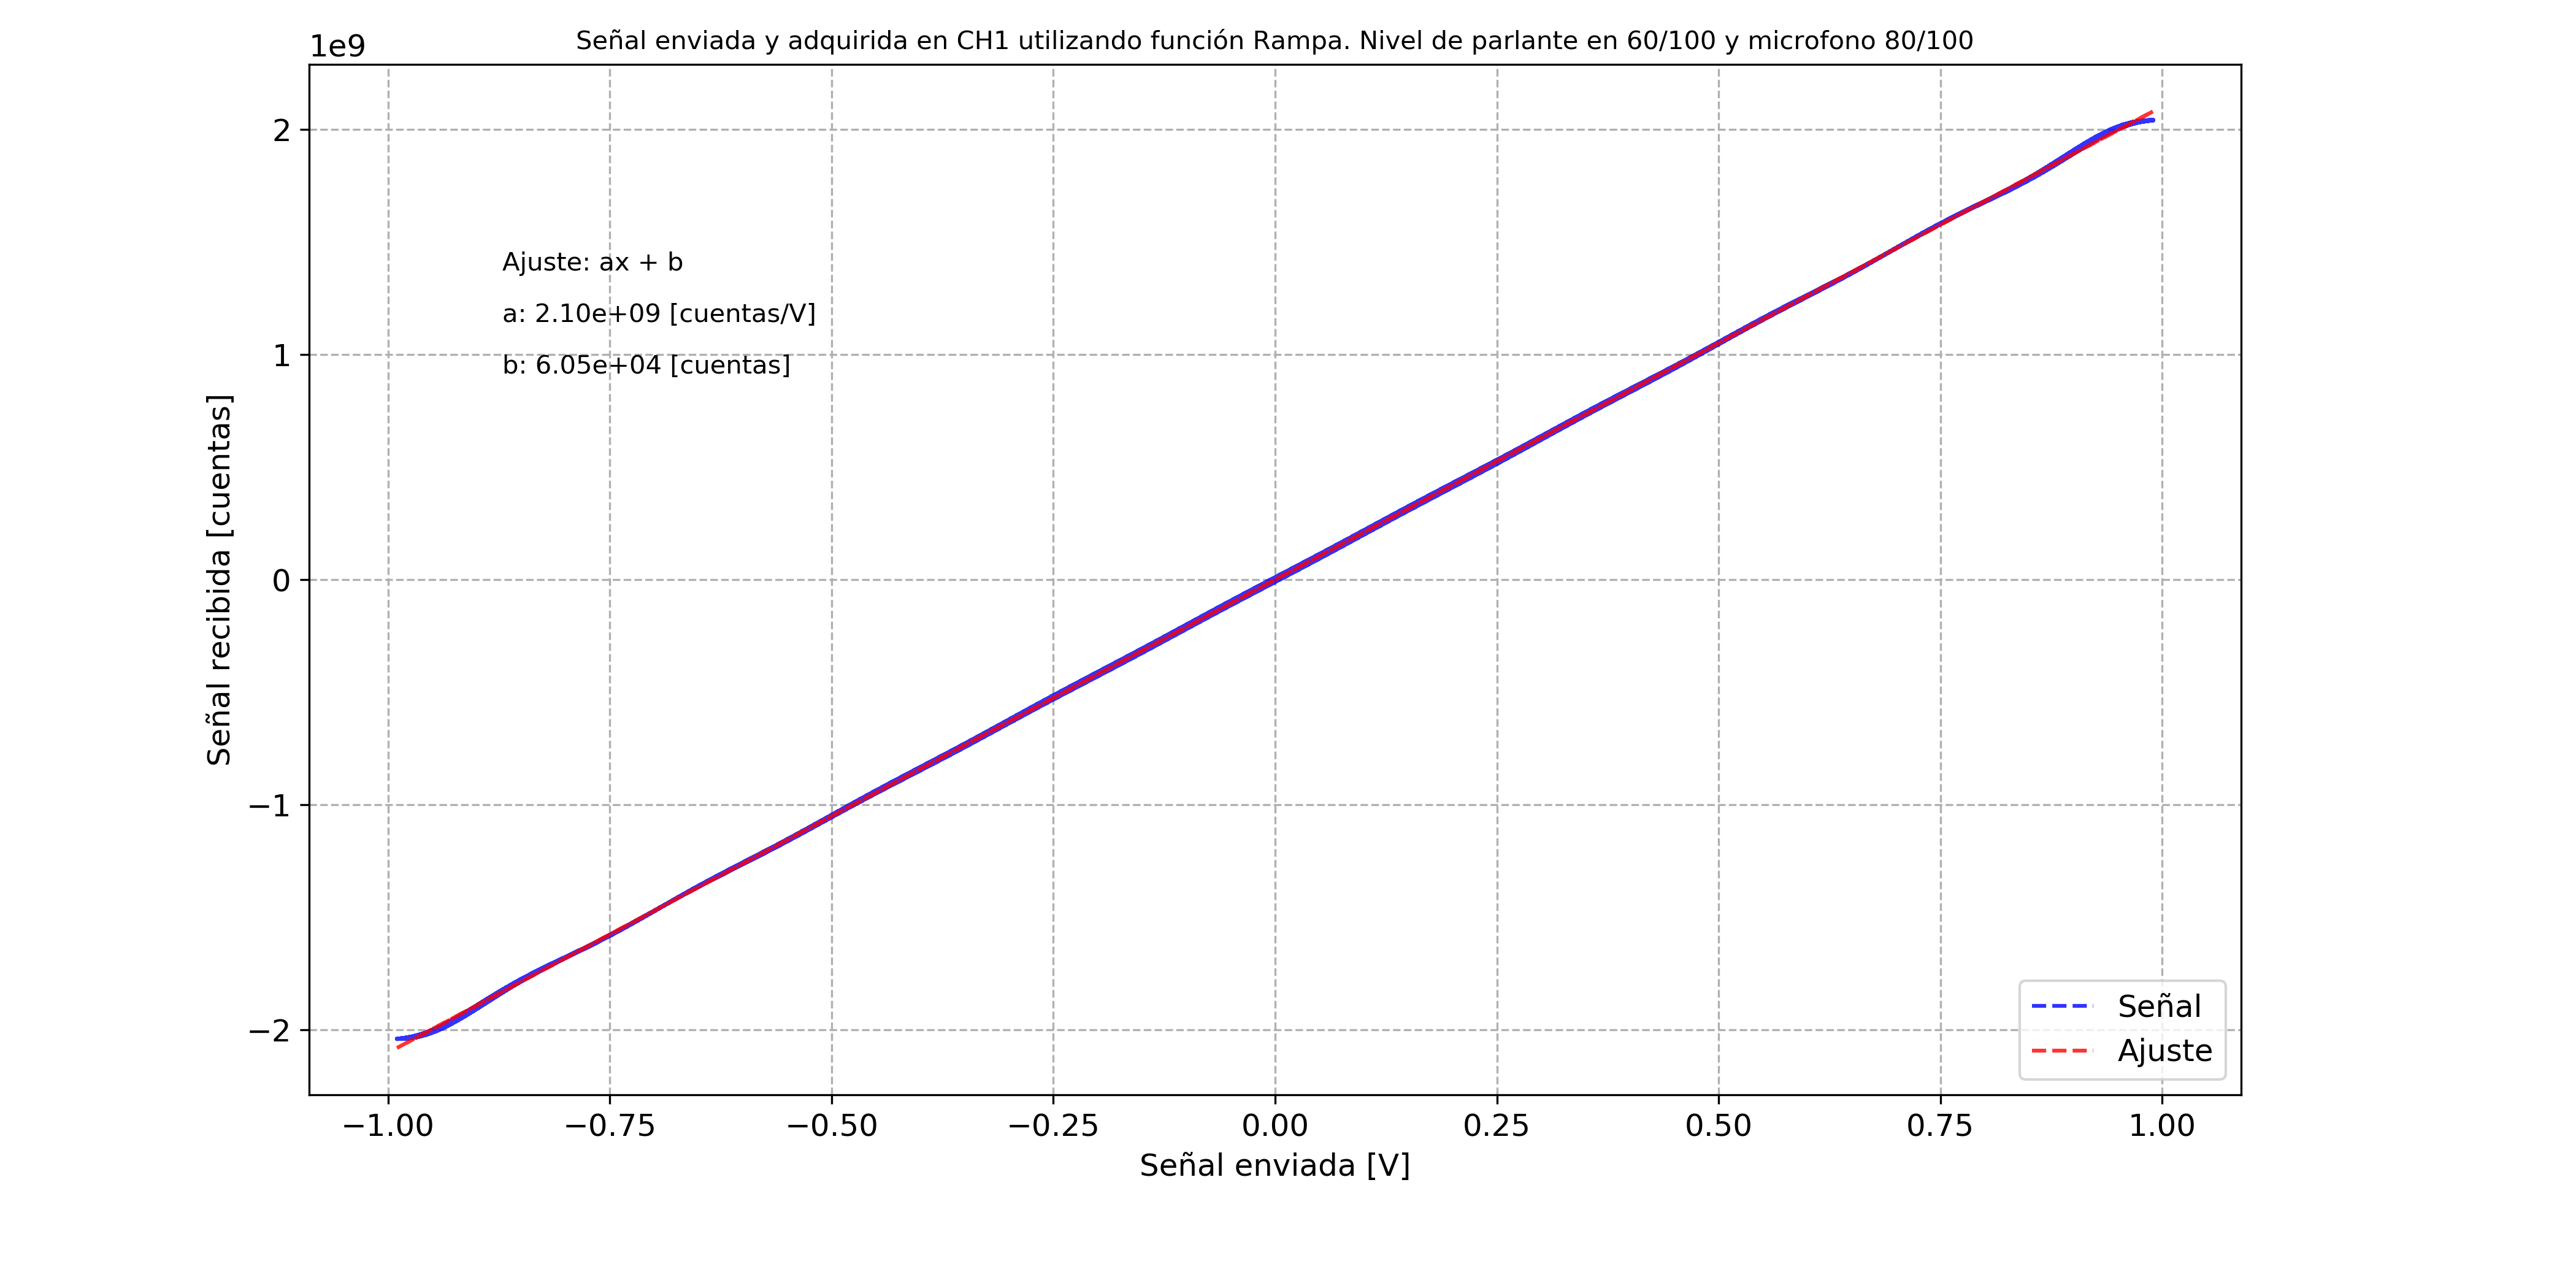 Señal enviada y adquirida en CH1 utilizando función Rampa. Nivel de parlante en 60/100 y microfono 80/100
1e9
2
1
0
−1
−2
Señal recibida [cuentas]
Ajuste: ax + b
a: 2.10e+09 [cuentas/V]
b: 6.05e+04 [cuentas]
Señal
Ajuste
−1.00 −0.75 −0.50 −0.25 0.00 0.25 0.50 0.75 1.00
Señal enviada [V]